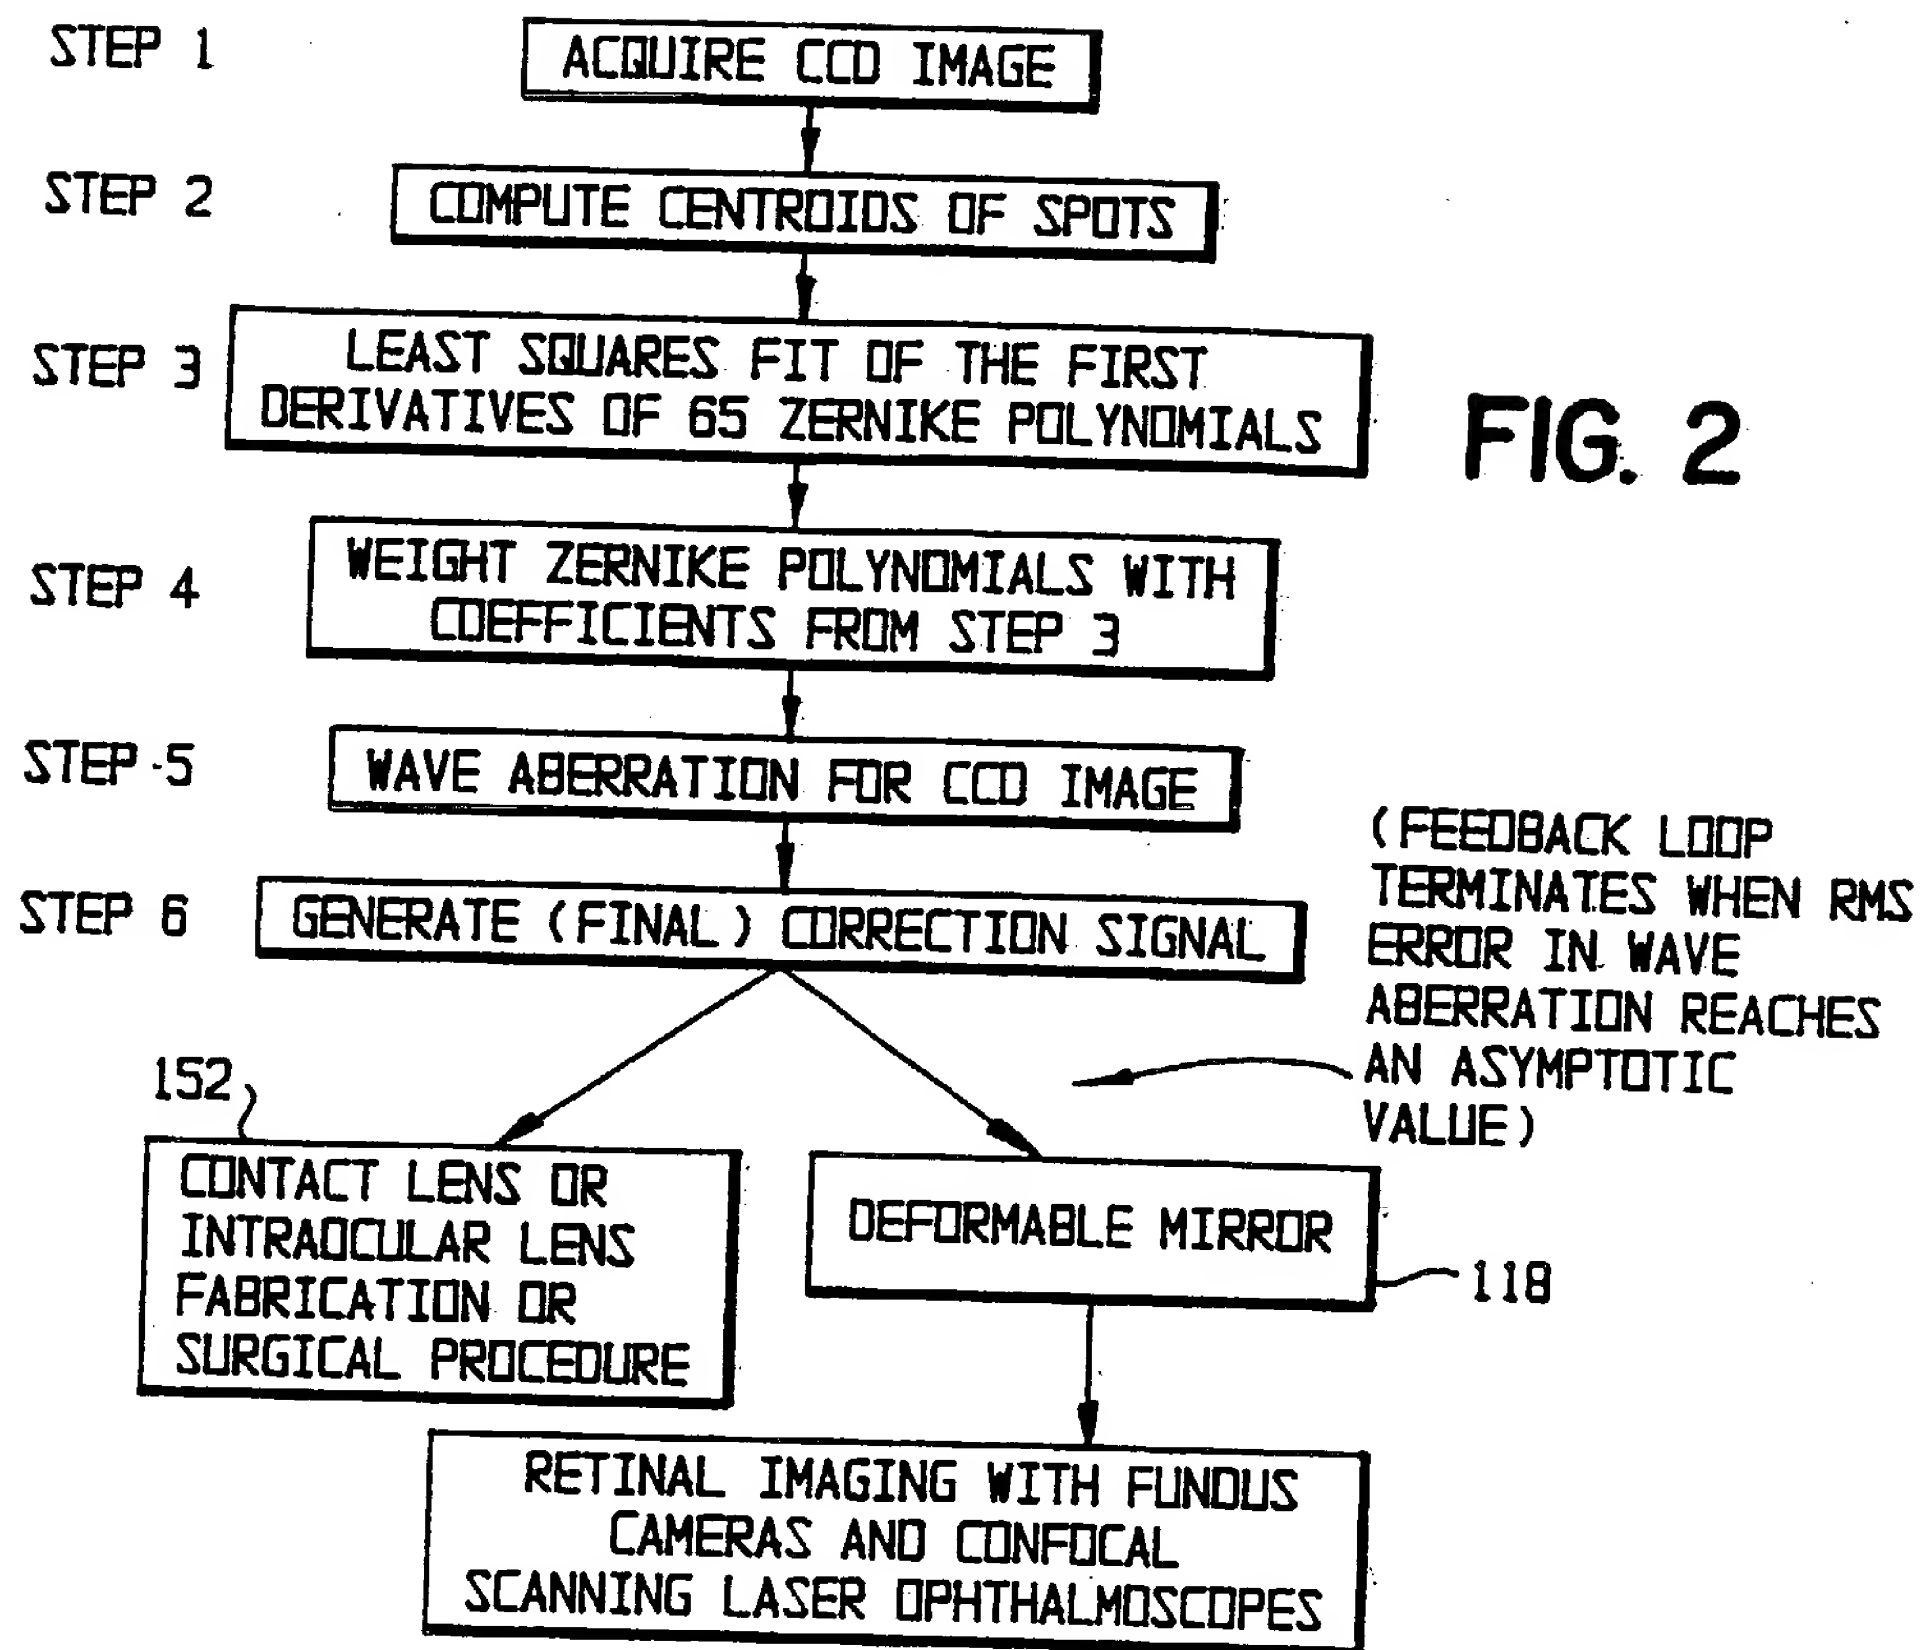 STEP 1
ACQUIRE CCD IMAGE
STEP 2
COMPUTE CENTROIDS OF SPOTS
STEP 3
LEAST SQUARES FIT OF THE FIRST
DERIVATIVES OF 65 ZERNIKE POLYNOMIALS
FIG. 2
STEP 4
WEIGHT ZERNIKE POLYNOMIALS WITH
COEFFICIENTS FROM STEP 3
STEP 5
WAVE ABERRATION FOR CCD IMAGE
STEP 6
GENERATE (FINAL) CORRECTION SIGNAL
(FEEDBACK LOOP
TERMINATES WHEN RMS
ERROR IN WAVE
ABERRATION REACHES
AN ASYMPTOTIC
VALUE)
152
CONTACT LENS OR
INTRAOCULAR LENS
FABRICATION OR
SURGICAL PROCEDURE
DEFORMABLE MIRROR
118
RETINAL IMAGING WITH FUNDUS
CAMERAS AND CONFOCAL
SCANNING LASER OPHTHALMOSCOPES